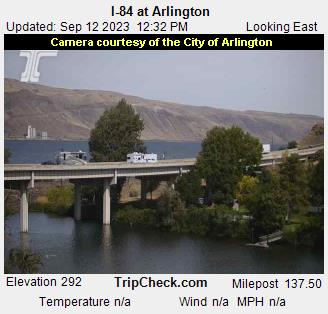 I-84 at Arlington
Updated: Sep 12 2023 12:32 PM Looking East
Camera courtesy of the City of Arlington
Elevation 292 TripCheck.com Milepost 137.50
Temperature n/a Wind n/a MPH n/a